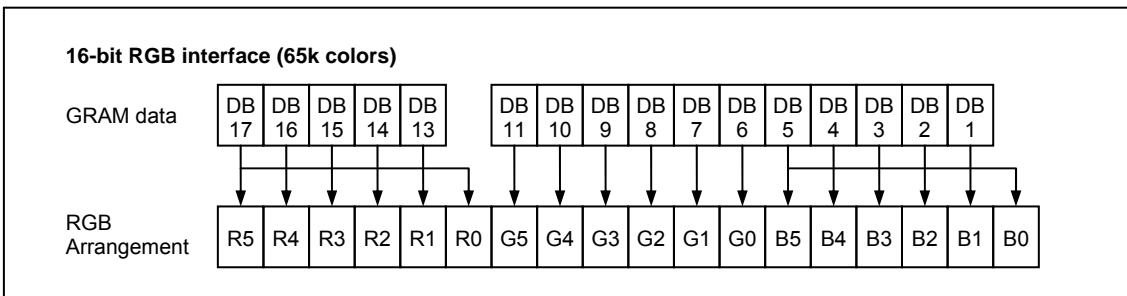 16-bit RGB interface (65k colors)
GRAM data DB 17 DB 16 DB 15 DB 14 DB 13 DB 11 DB 10 DB 9 DB 8 DB 7 DB 6 DB 5 DB 4 DB 3 DB 2 DB 1
RGB Arrangement R5 R4 R3 R2 R1 R0 G5 G4 G3 G2 G1 G0 B5 B4 B3 B2 B1 B0